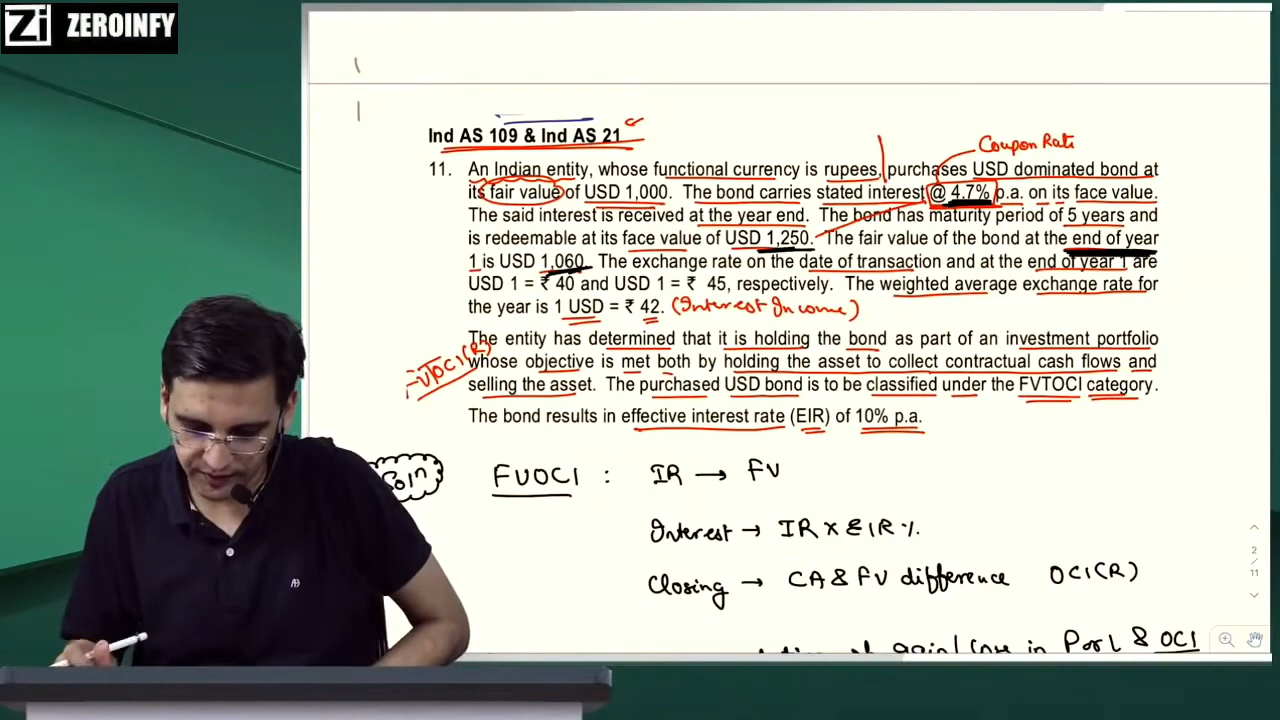 Zi ZEROINFY
Ind AS 109 & Ind AS 21
Coupon Rate
11. An Indian entity, whose functional currency is rupees, purchases USD dominated bond at
its fair value of USD 1,000. The bond carries stated interest @ 4.7% p.a. on its face value.
The said interest is received at the year end. The bond has maturity period of 5 years and
is redeemable at its face value of USD 1,250. The fair value of the bond at the end of year
1 is USD 1,060. The exchange rate on the date of transaction and at the end of year 1 are
USD 1 = ₹ 40 and USD 1 = ₹ 45, respectively. The weighted average exchange rate for
the year is 1 USD = ₹ 42. (Interest Income)
The entity has determined that it is holding the bond as part of an investment portfolio
whose objective is met both by holding the asset to collect contractual cash flows and
selling the asset. The purchased USD bond is to be classified under the FVTOCI category.
The bond results in effective interest rate (EIR) of 10% p.a.
Soln FVOCI : IR → FV
Interest → IR x EIR%.
Closing → CA & FV difference OCI(R)
gain/loss in P or L & OCI
2
/
11